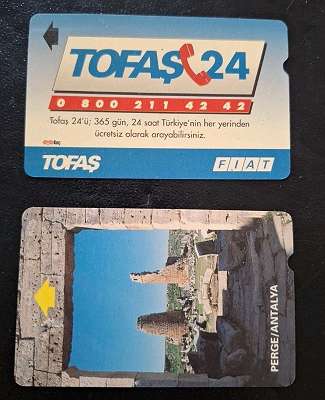 TOFAŞ 24
0 800 211 42 42
Tofaş 24'ü; 365 gün, 24 saat Türkiye'nin her yerinden
ücretsiz olarak arayabilirsiniz.
TOFAŞ
FIAT
PERGE/ANTALYA